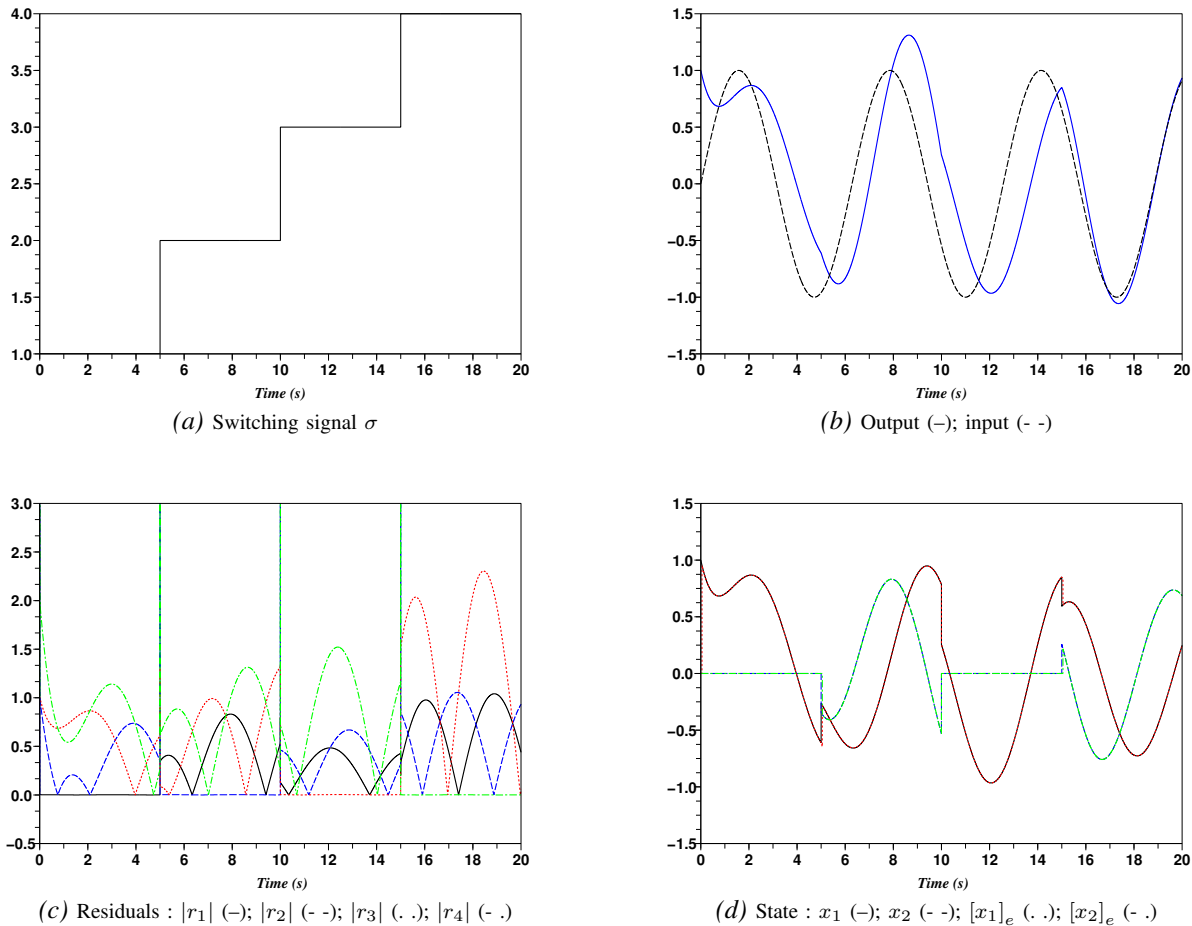 4.0
3.5
3.0
2.5
2.0
1.5
1.0
0 2 4 6 8 10 12 14 16 18 20
Time (s)
(a) Switching signal σ
1.5
1.0
0.5
0.0
−0.5
−1.0
−1.5
0 2 4 6 8 10 12 14 16 18 20
Time (s)
(b) Output (–); input (- -)
3.0
2.5
2.0
1.5
1.0
0.5
0.0
−0.5
0 2 4 6 8 10 12 14 16 18 20
Time (s)
(c) Residuals : |r₁| (–); |r₂| (- -); |r₃| (. .); |r₄| (- .)
1.5
1.0
0.5
0.0
−0.5
−1.0
−1.5
0 2 4 6 8 10 12 14 16 18 20
Time (s)
(d) State : x₁ (–); x₂ (- -); [x₁]ₑ (. .); [x₂]ₑ (- .)